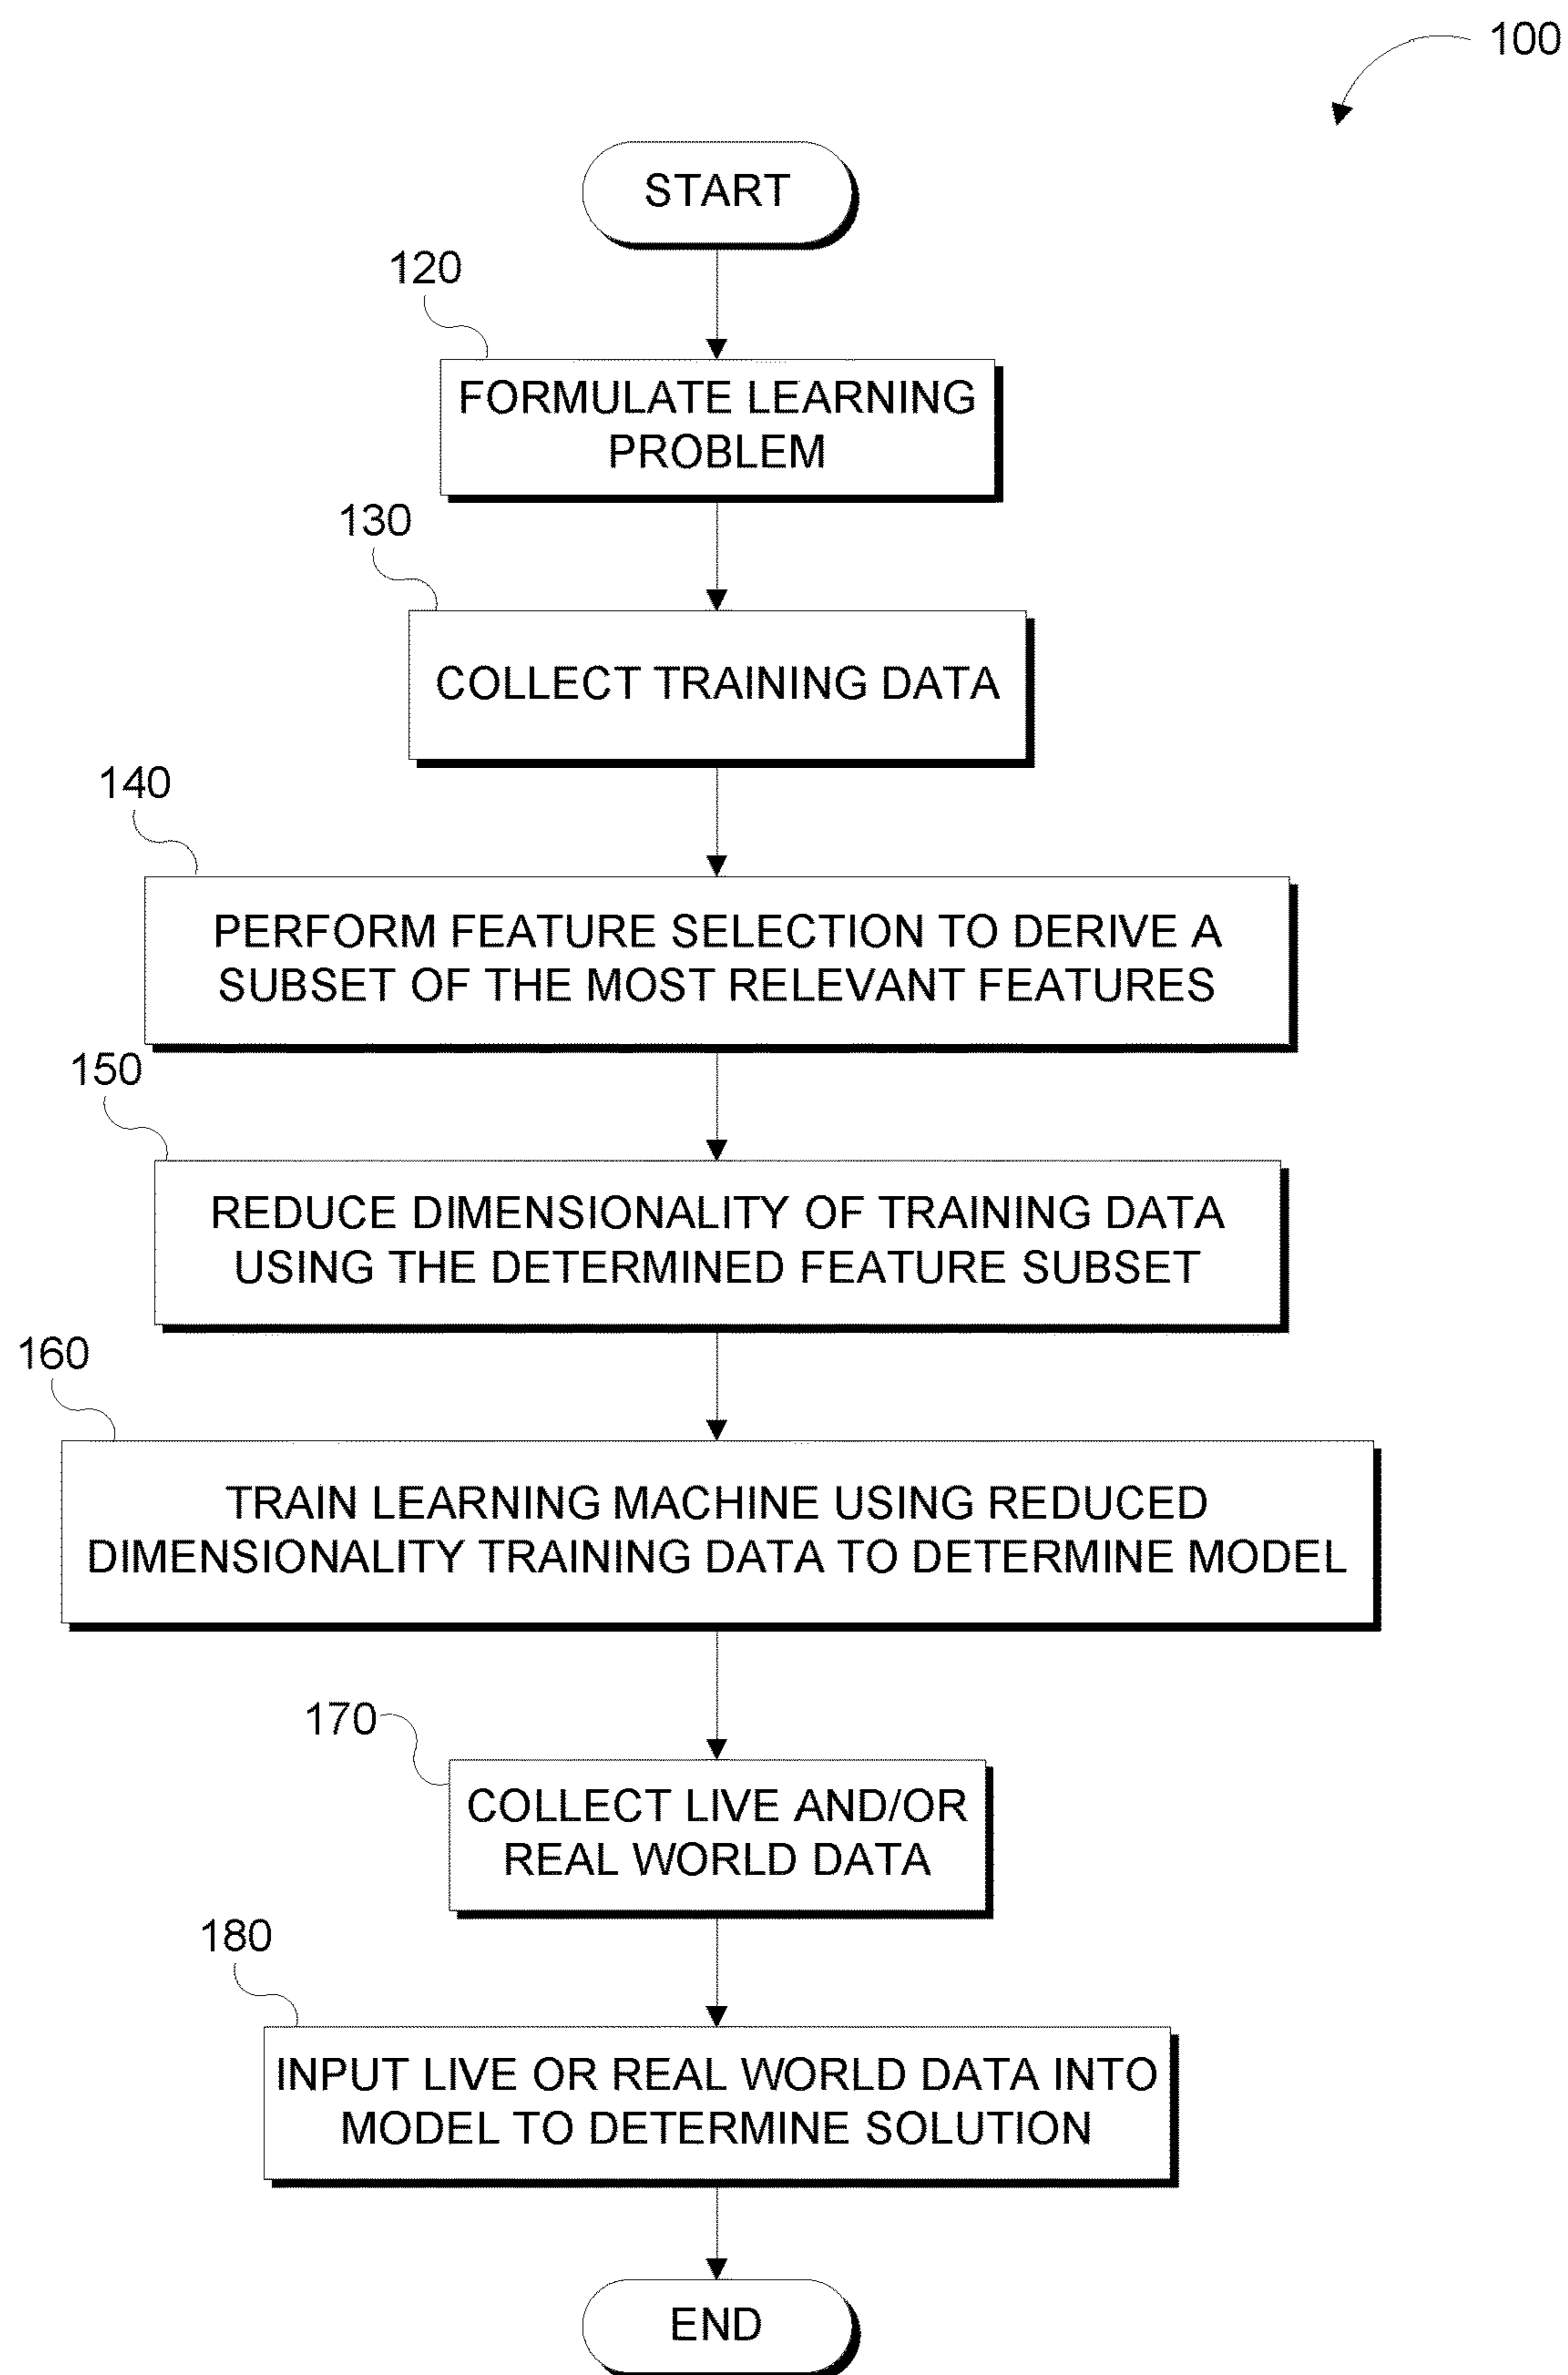 100
START
120
FORMULATE LEARNING
PROBLEM
130
COLLECT TRAINING DATA
140
PERFORM FEATURE SELECTION TO DERIVE A
SUBSET OF THE MOST RELEVANT FEATURES
150
REDUCE DIMENSIONALITY OF TRAINING DATA
USING THE DETERMINED FEATURE SUBSET
160
TRAIN LEARNING MACHINE USING REDUCED
DIMENSIONALITY TRAINING DATA TO DETERMINE MODEL
170
COLLECT LIVE AND/OR
REAL WORLD DATA
180
INPUT LIVE OR REAL WORLD DATA INTO
MODEL TO DETERMINE SOLUTION
END